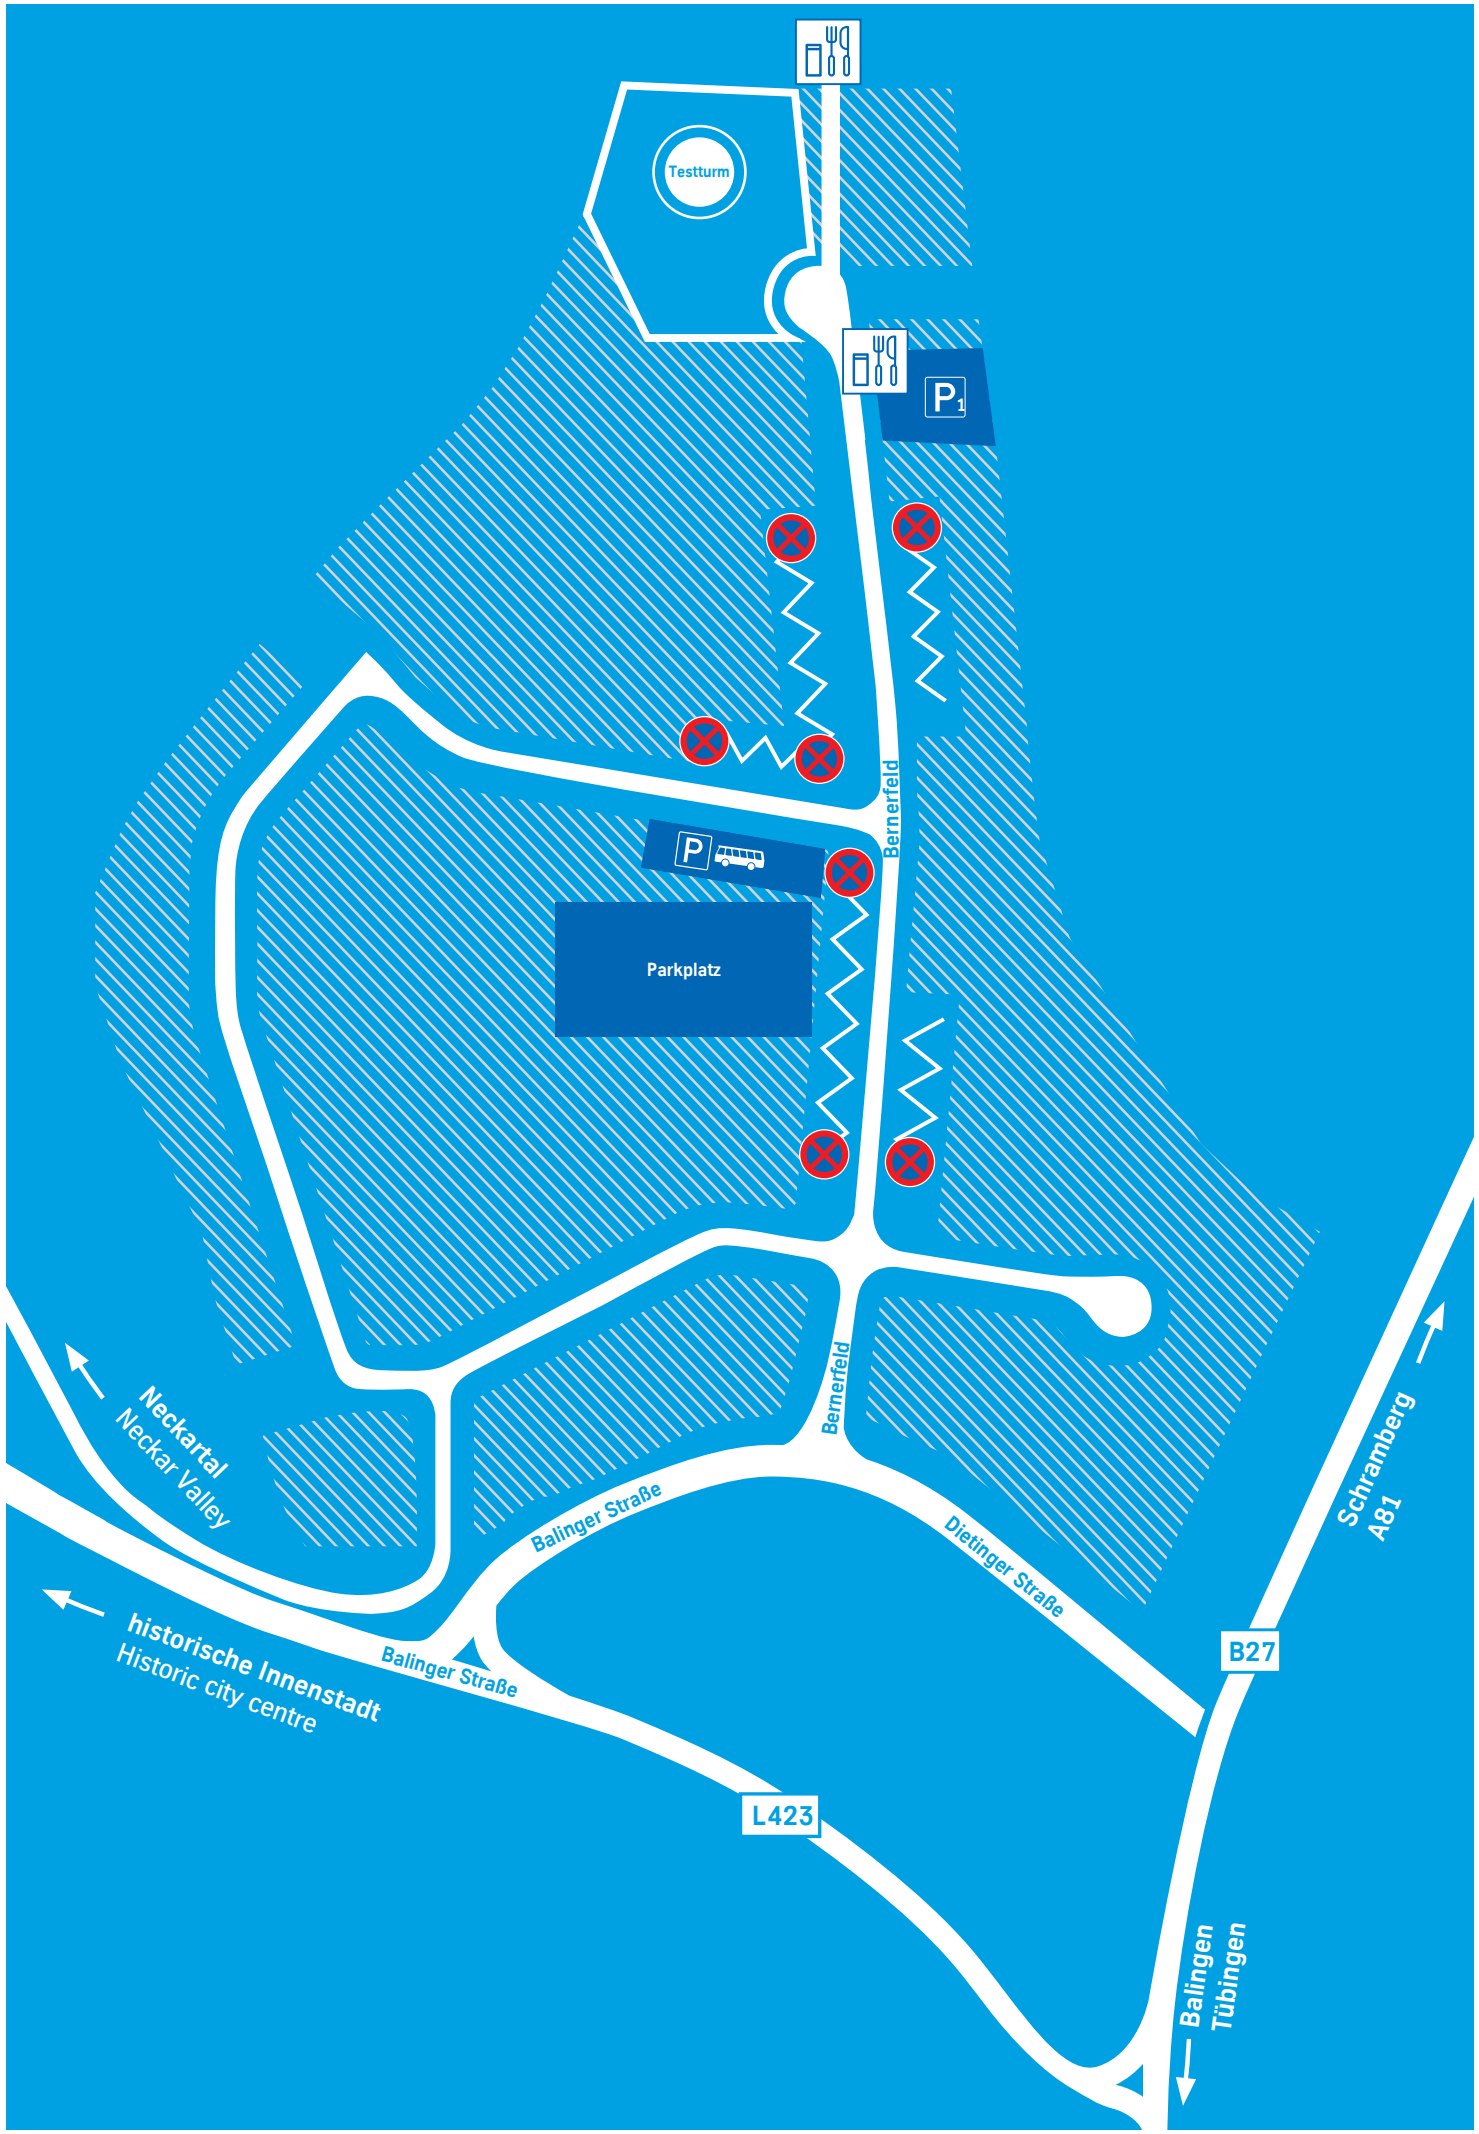 Testturm
P1
Bernerfeld
P
Parkplatz
Bernerfeld
Neckartal
Neckar Valley
Schramberg
A81
Balinger Straße
Dietinger Straße
historische Innenstadt
Historic city centre
Balinger Straße
B27
L423
Balingen
Tübingen